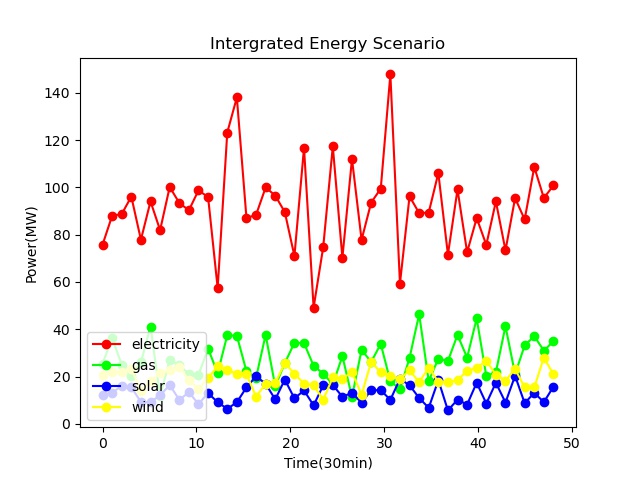 Intergrated Energy Scenario
140
120
100
80
60
40
20
0
Power(MW)
electricity
gas
solar
wind
0 10 20 30 40 50
Time(30min)